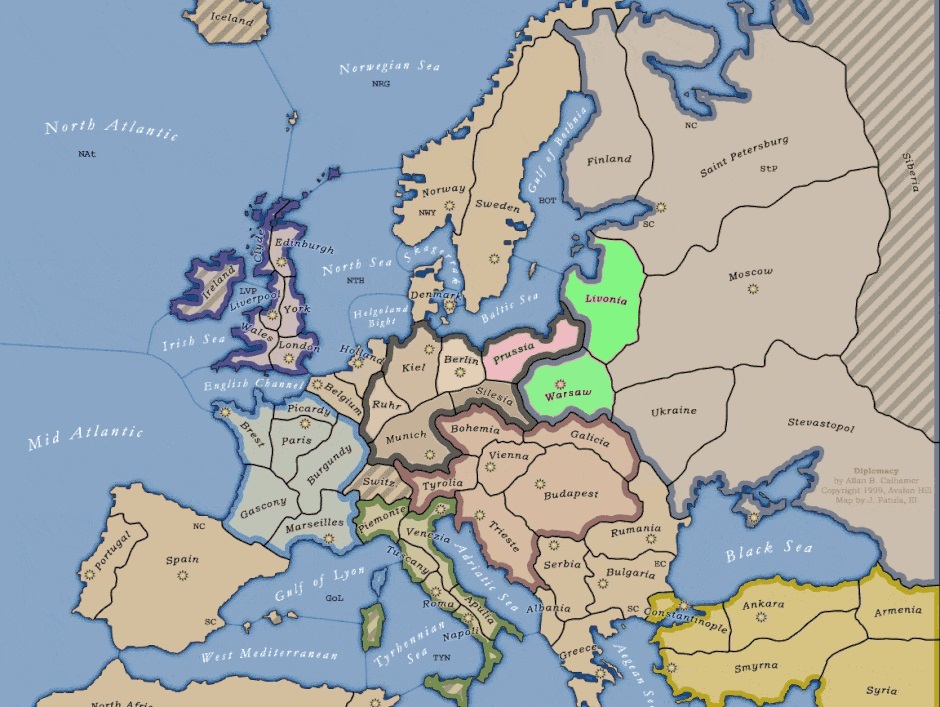 Iceland
Norwegian Sea
NRG
North Atlantic
NAt
Gulf of Bothnia
BOT
Finland
NC
Saint Petersburg
StP
SC
Siberia
Norway
NWY
Sweden
Skagerrak
Clyde
Edinburgh
North Sea
NTH
Ireland
LVP
Liverpool
York
Wales
London
Irish Sea
Denmark
Helgeland
Bight
Baltic Sea
Livonia
Moscow
Holland
Kiel
Berlin
Prussia
English Channel
Belgium
Ruhr
Silesia
Warsaw
Ukraine
Stevastopol
Mid Atlantic
Brest
Picardy
Paris
Burgundy
Munich
Bohemia
Galicia
Vienna
Switz.
Tyrolia
Budapest
Gascony
Marseilles
Piemonte
Venezia
Trieste
Rumania
Diplomacy
by Allan B. Calhamer
Copyright 1998, Avalon Hill
Map by J. Fatula, III
NC
Portugal
Spain
SC
Gulf of Lyon
GoL
Tuscany
Adriatic Sea
Roma
Apulia
Napoli
Serbia
Bulgaria
EC
SC
Black Sea
Albania
Greece
Constantinople
Ankara
Armenia
Smyrna
Syria
West Mediterranean
Tyrhennian
Sea
TYN
Aegean Sea
North Africa